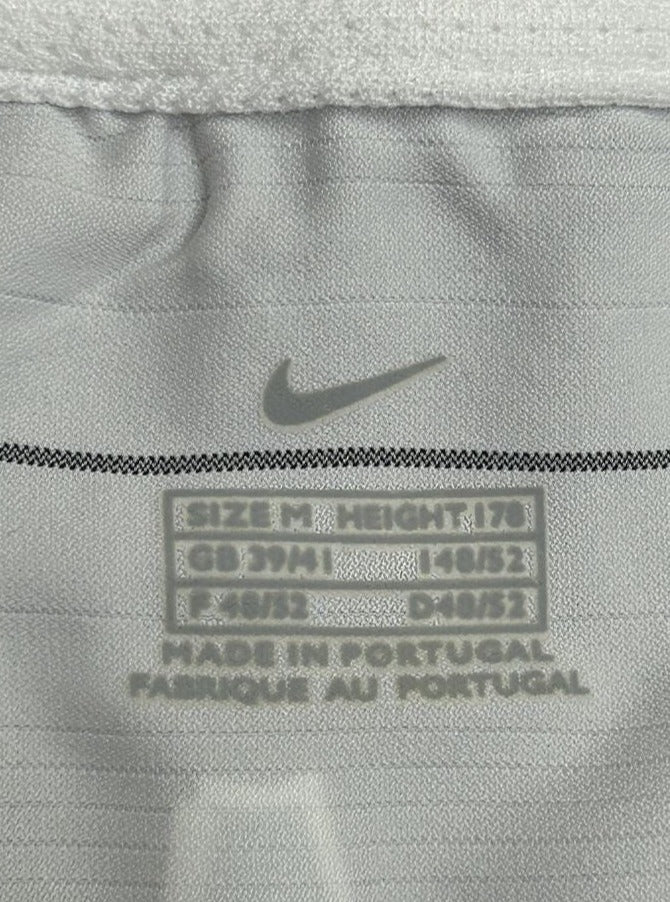 SIZE M HEIGHT 178
GB 39/41 I 48/52
F 48/52 D 48/52
MADE IN PORTUGAL
FABRIQUE AU PORTUGAL